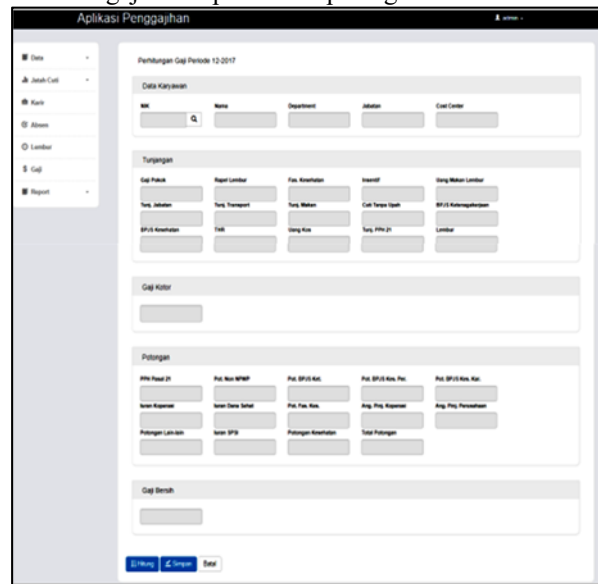 Aplikasi Penggajihan
admin
Data
Jatah Cuti
Karir
Absen
Lembur
$ Gaji
Report
Perhitungan Gaji Periode 12-2017
Data Karyawan
NIK Nama Department Jabatan Cost Center
Tunjangan
Gaji Pokok Rapel Lembur Fas. Kesehatan Insentif Uang Makan Lembur
Tunj. Jabatan Tunj. Transport Tunj. Makan Cuti Tanpa Upah BPJS Ketenagakerjaan
BPJS Kesehatan THR Uang Kos Tunj. PPH 21 Lembur
Gaji Kotor
Potongan
PPH Pasal 21 Pot. Non NPWP Pot. BPJS Ket. Pot. BPJS Kes. Per. Pot. BPJS Kes. Kar.
Iuran Koperasi Iuran Dana Sehat Pot. Fas. Kes. Ang. Pinj. Koperasi Ang. Pinj. Perusahaan
Potongan Lain-lain Iuran SPSI Potongan Kesehatan Total Potongan
Gaji Bersih
Hitung Simpan Batal